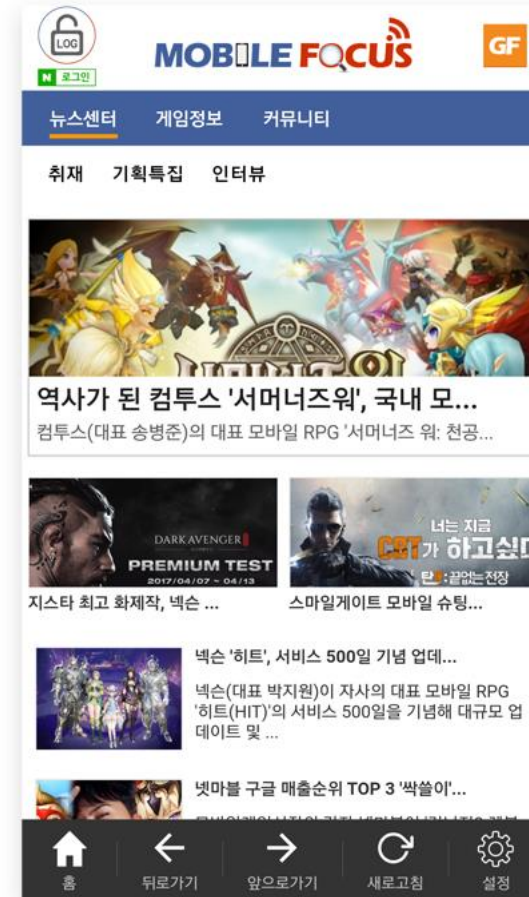 LOG
N 로그인
MOBILE FOCUS
GF
뉴스센터 게임정보 커뮤니티
취재 기획특집 인터뷰
역사가 된 컴투스 '서머너즈워', 국내 모...
컴투스(대표 송병준)의 대표 모바일 RPG '서머너즈 워: 천공...
DARK AVENGER
PREMIUM TEST
2017/04/07 ~ 04/13
너는 지금
CBT가 하고싶다
:끝없는전장
지스타 최고 화제작, 넥슨 ...
스마일게이트 모바일 슈팅...
넥슨 '히트', 서비스 500일 기념 업데...
넥슨(대표 박지원)이 자사의 대표 모바일 RPG
'히트(HIT)'의 서비스 500일을 기념해 대규모 업
데이트 및 ...
넷마블 구글 매출순위 TOP 3 '싹쓸이'...
홈 뒤로가기 앞으로가기 새로고침 설정